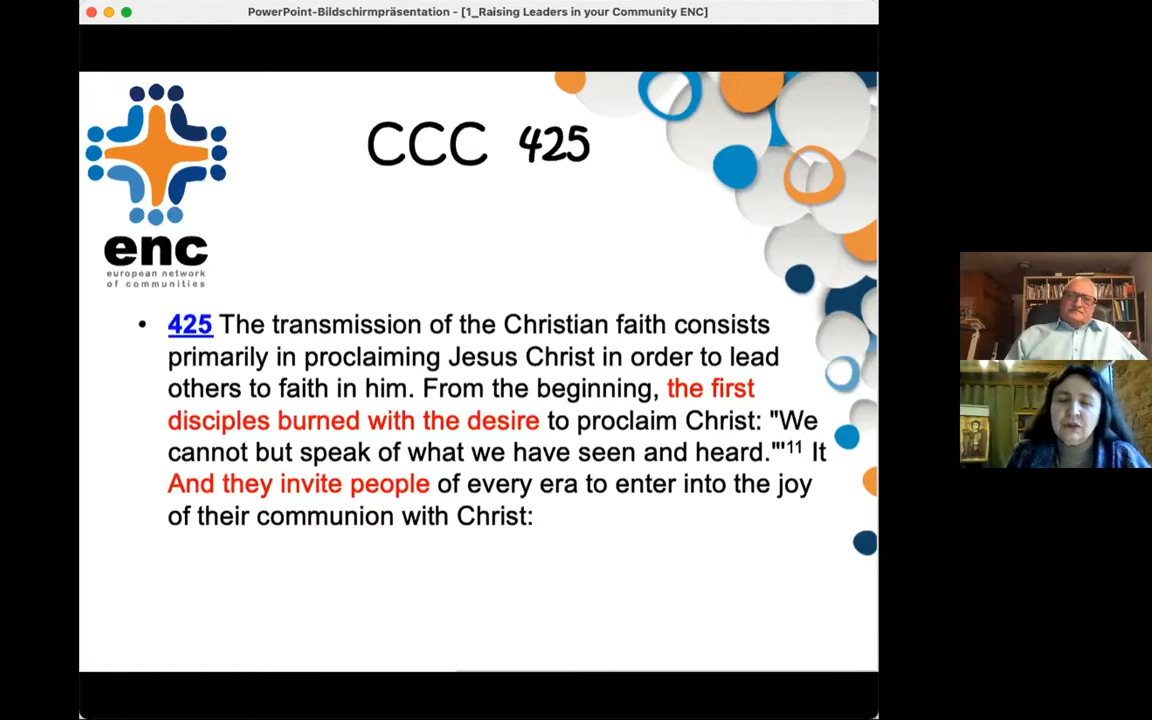 PowerPoint-Bildschirmpräsentation - [1_Raising Leaders in your Community ENC]
CCC 425
enc
european network
of communities
• 425 The transmission of the Christian faith consists
primarily in proclaiming Jesus Christ in order to lead
others to faith in him. From the beginning, the first
disciples burned with the desire to proclaim Christ: "We
cannot but speak of what we have seen and heard."'11 It
And they invite people of every era to enter into the joy
of their communion with Christ: